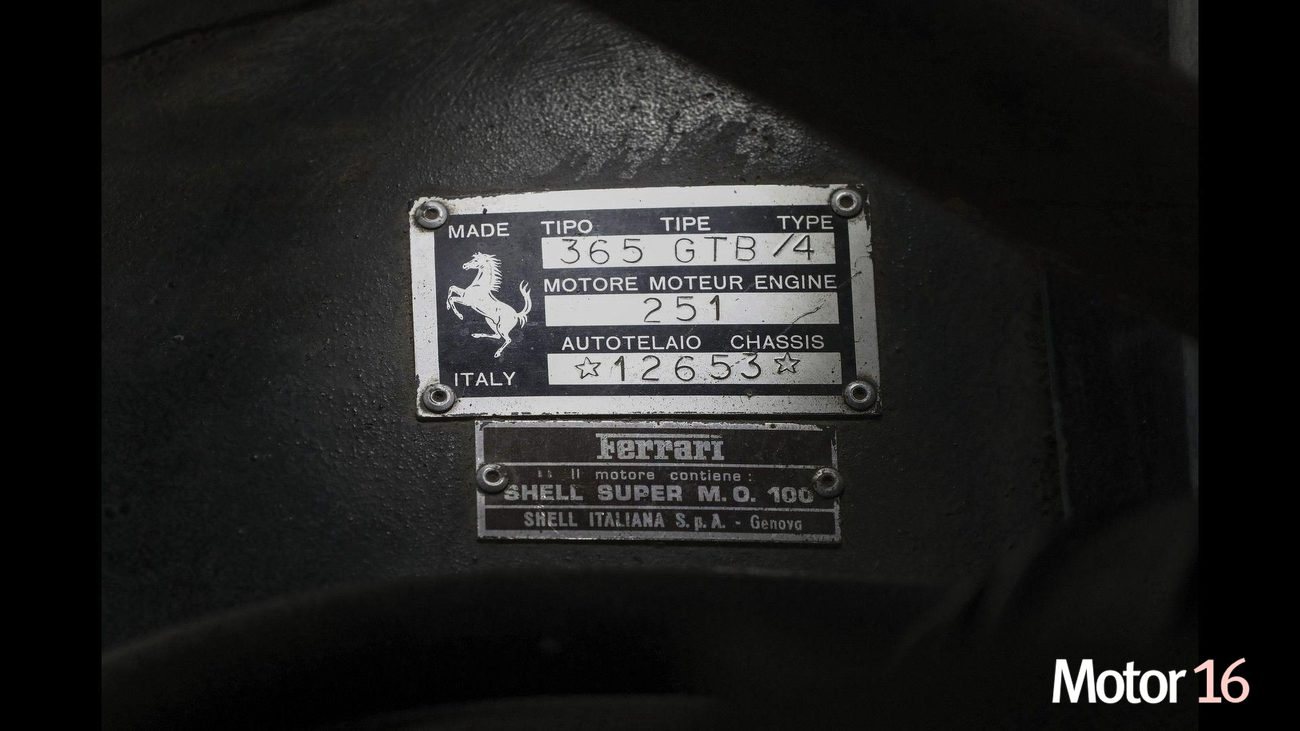 MADE
TIPO TIPE TYPE
365 GTB/4
MOTORE MOTEUR ENGINE
251
AUTOTELAIO CHASSIS
☆12653☆
ITALY
Ferrari
Il motore contiene:
SHELL SUPER M.O. 100
SHELL ITALIANA S.p.A. - Genova
Motor 16